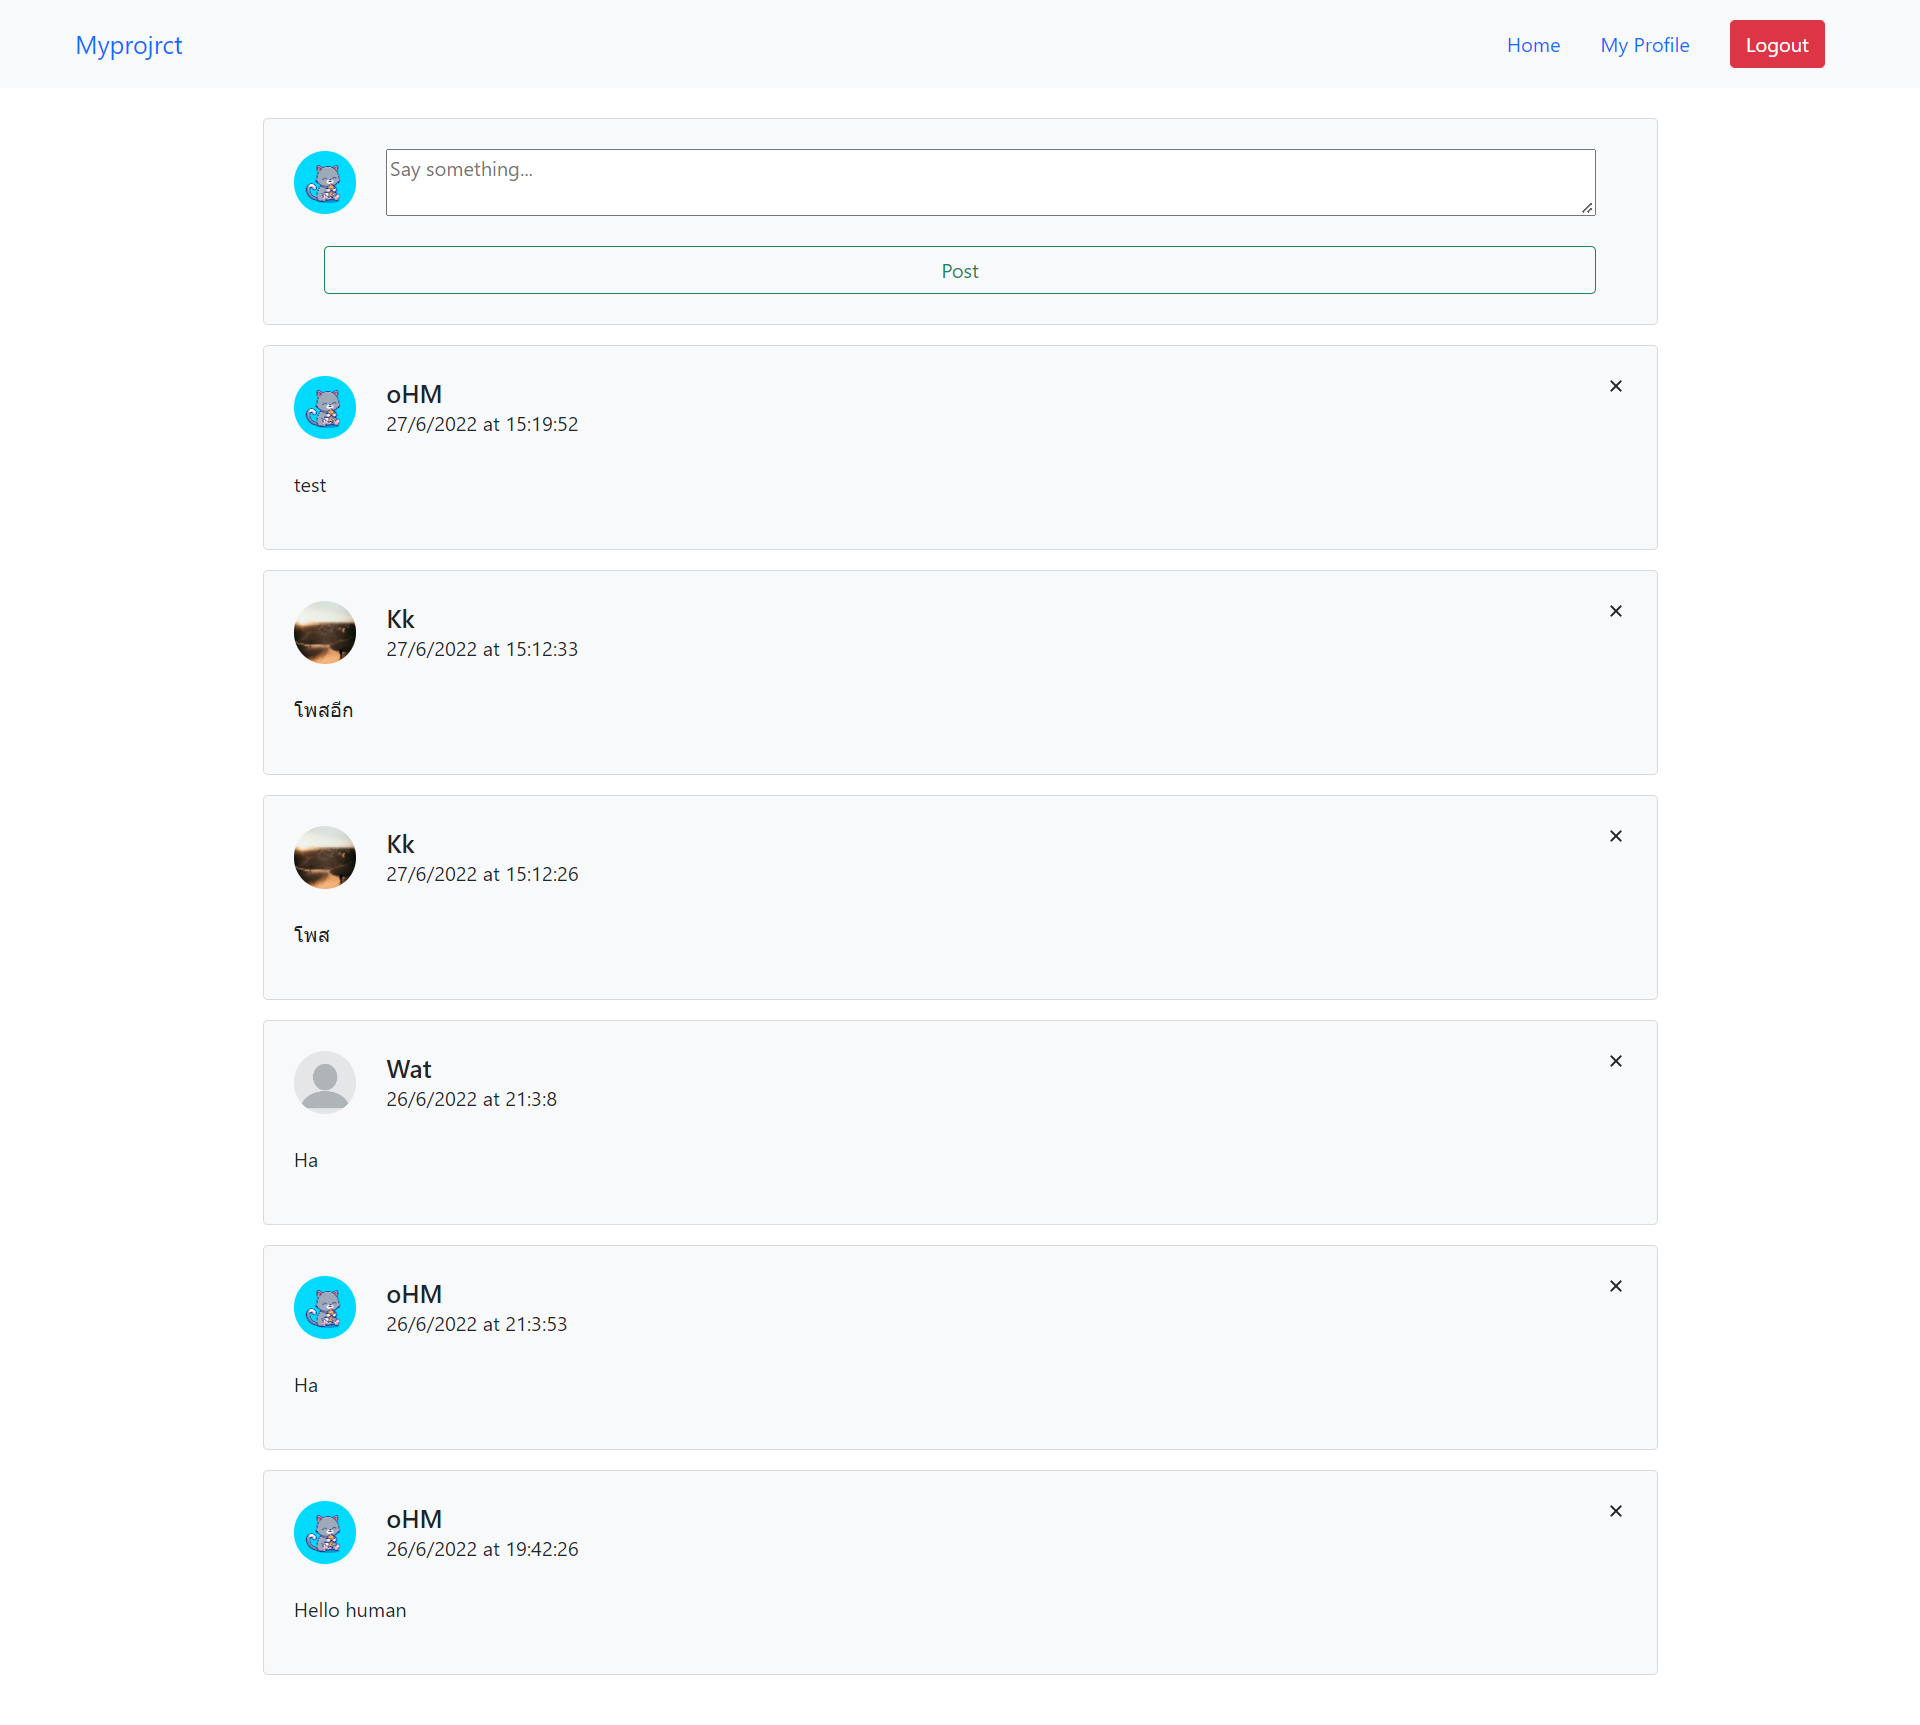 Myprojrct
Home
My Profile
Logout
Say something...
Post
oHM
27/6/2022 at 15:19:52
test
Kk
27/6/2022 at 15:12:33
โพสอีก
Kk
27/6/2022 at 15:12:26
โพส
Wat
26/6/2022 at 21:3:8
Ha
oHM
26/6/2022 at 21:3:53
Ha
oHM
26/6/2022 at 19:42:26
Hello human